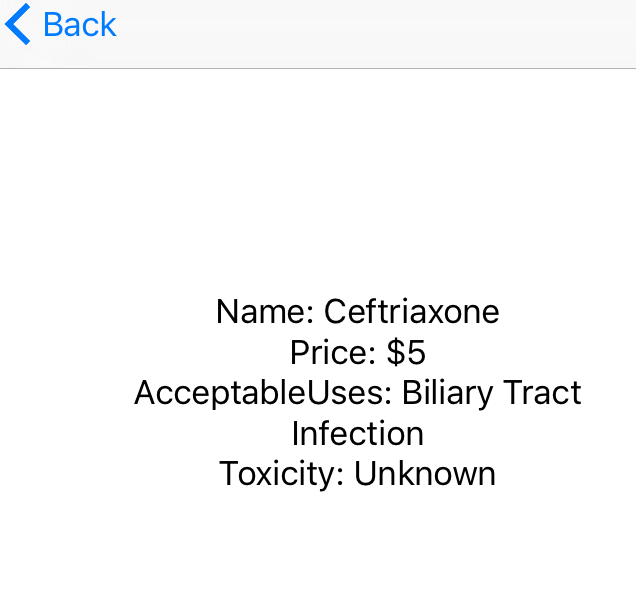 Back
Name: Ceftriaxone
Price: $5
AcceptableUses: Biliary Tract
Infection
Toxicity: Unknown